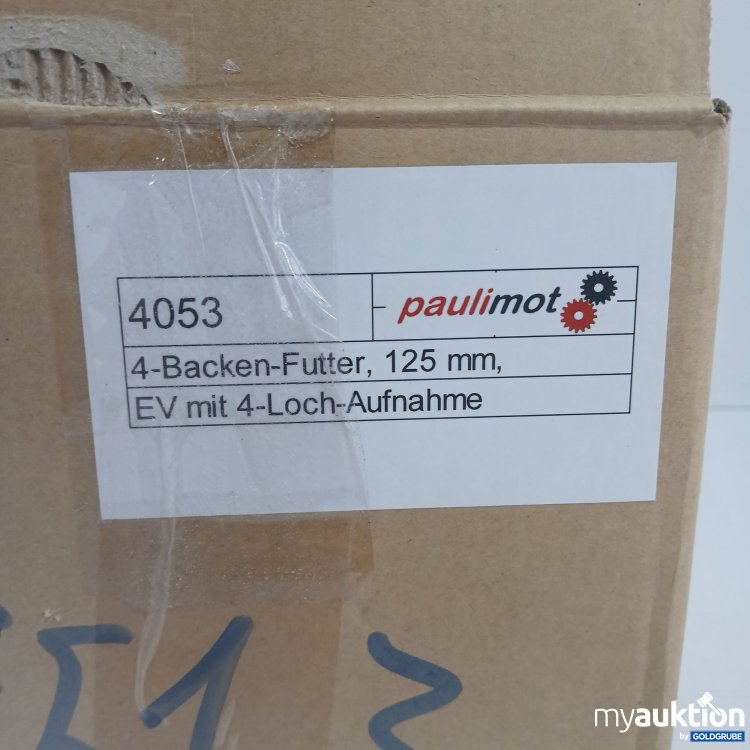 4053
paulimot
4-Backen-Futter, 125 mm,
EV mit 4-Loch-Aufnahme
myauktion
by GOLDGRUBE